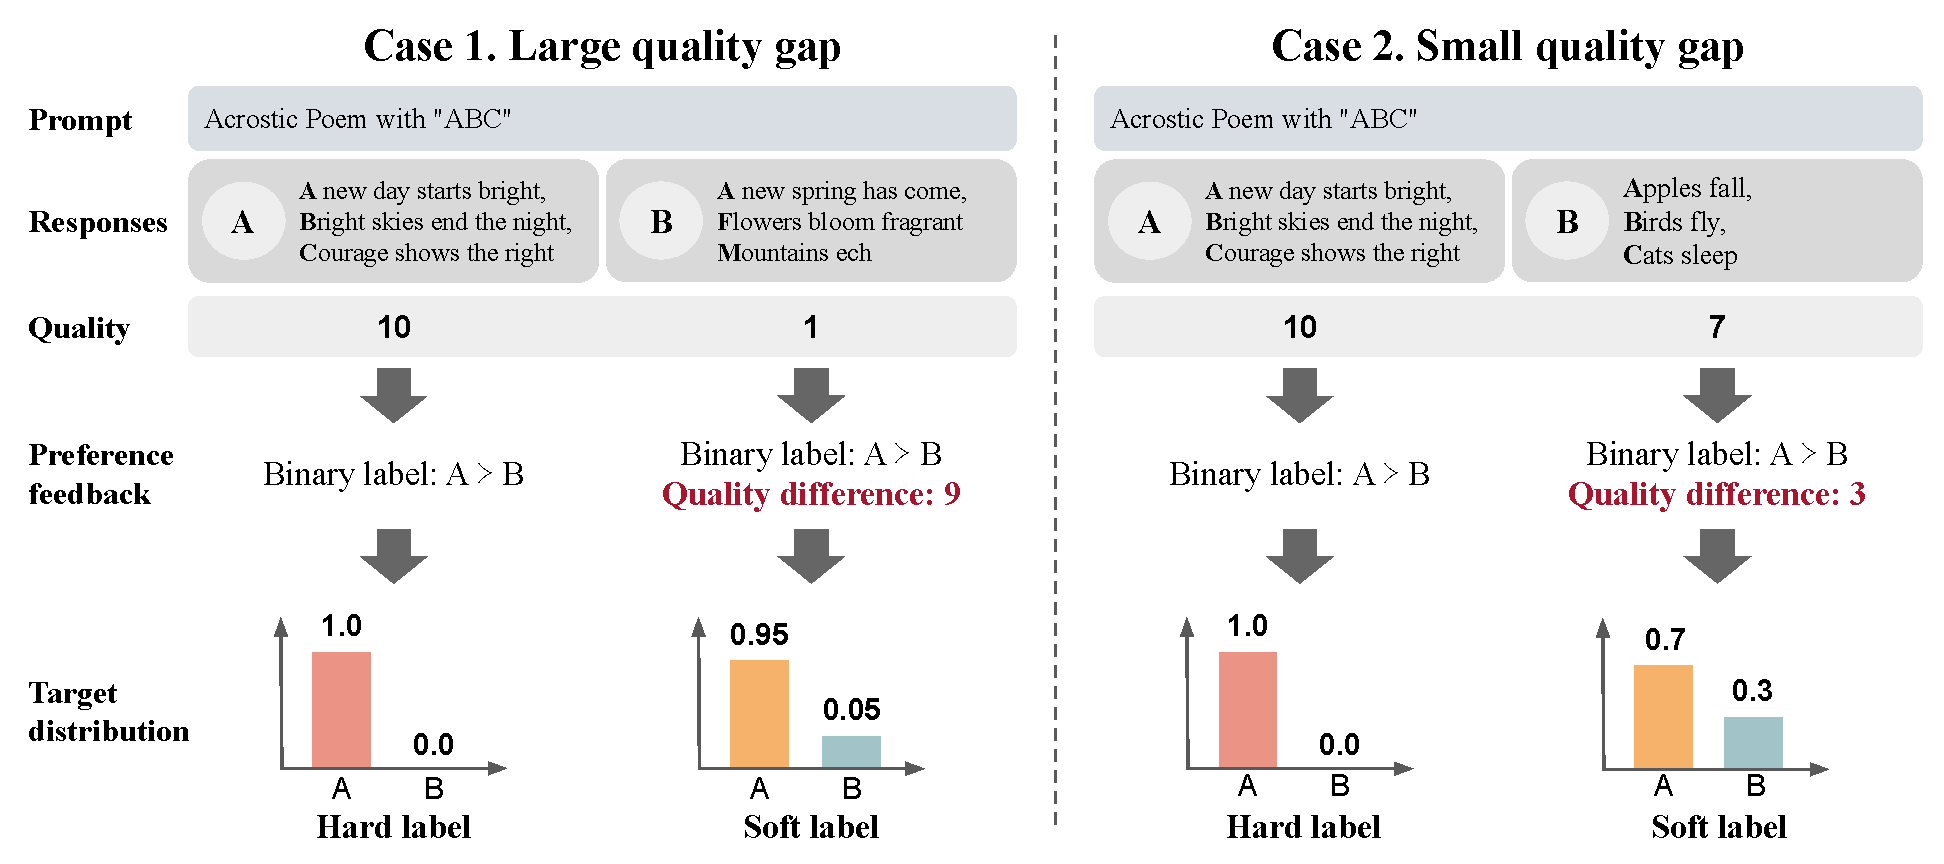 Case 1. Large quality gap
Case 2. Small quality gap
Prompt
Acrostic Poem with "ABC"
Acrostic Poem with "ABC"
Responses
A
A new day starts bright,
Bright skies end the night,
Courage shows the right
B
A new spring has come,
Flowers bloom fragrant
Mountains ech
A
A new day starts bright,
Bright skies end the night,
Courage shows the right
B
Apples fall,
Birds fly,
Cats sleep
Quality
10
1
10
7
Preference
feedback
Binary label: A > B
Binary label: A > B
Quality difference: 9
Binary label: A > B
Binary label: A > B
Quality difference: 3
Target
distribution
1.0
0.0
A
B
Hard label
0.95
0.05
A
B
Soft label
1.0
0.0
A
B
Hard label
0.7
0.3
A
B
Soft label